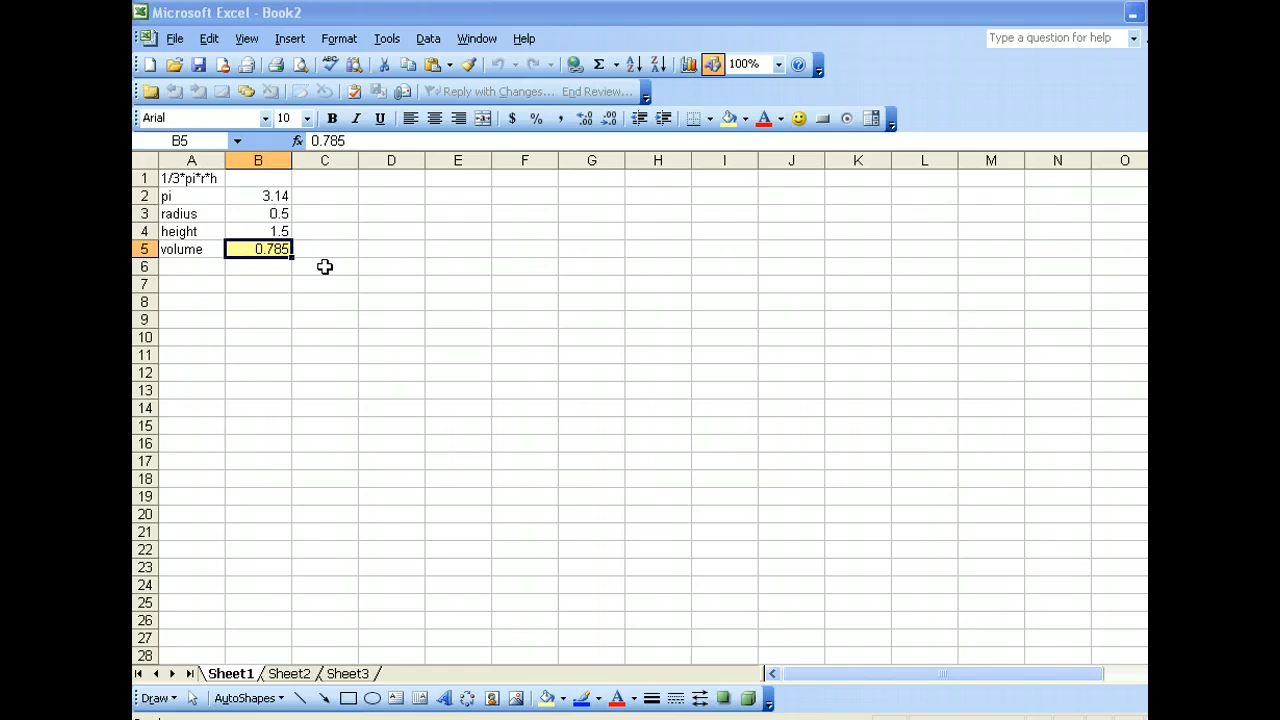 Microsoft Excel - Book2
File Edit View Insert Format Tools Data Window Help Type a question for help
Σ 100%
Reply with Changes... End Review...
Arial 10 B I U $ % ,
B5 fx 0.785
A B C D E F G H I J K L M N O
1 1/3*pi*r*h
2 pi 3.14
3 radius 0.5
4 height 1.5
5 volume 0.785
6
7
8
9
10
11
12
13
14
15
16
17
18
19
20
21
22
23
24
25
26
27
28
Sheet1 Sheet2 Sheet3
Draw AutoShapes